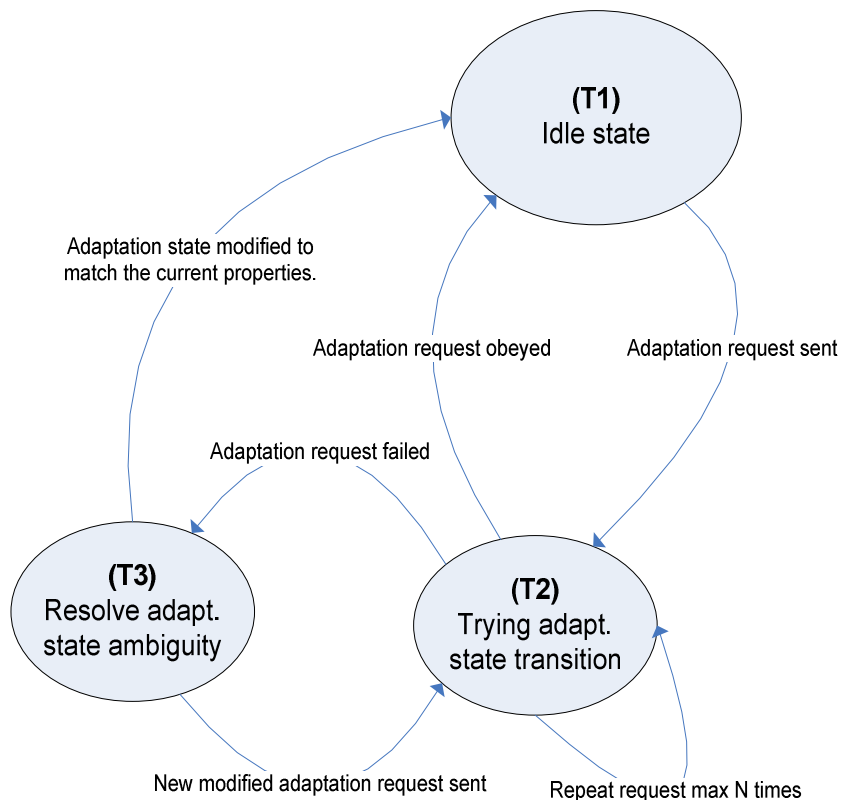 (T1)
Idle state
Adaptation state modified to
match the current properties.
Adaptation request obeyed
Adaptation request sent
Adaptation request failed
(T3)
Resolve adapt.
state ambiguity
(T2)
Trying adapt.
state transition
New modified adaptation request sent
Repeat request max N times